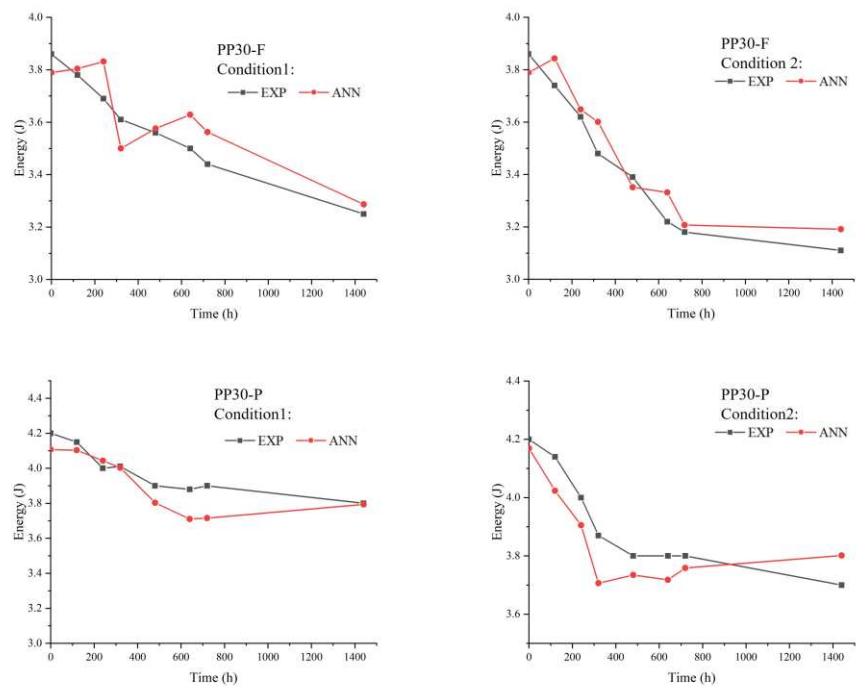 PP30-F
Condition1:
EXP ANN
Energy (J)
4.0
3.8
3.6
3.4
3.2
3.0
0 200 400 600 800 1000 1200 1400
Time (h)
PP30-F
Condition 2:
EXP ANN
Energy (J)
4.0
3.8
3.6
3.4
3.2
3.0
0 200 400 600 800 1000 1200 1400
Time (h)
PP30-P
Condition1:
EXP ANN
Energy (J)
4.4
4.2
4.0
3.8
3.6
3.4
3.2
3.0
0 200 400 600 800 1000 1200 1400
Time (h)
PP30-P
Condition2:
EXP ANN
Energy (J)
4.4
4.2
4.0
3.8
3.6
0 200 400 600 800 1000 1200 1400
Time (h)